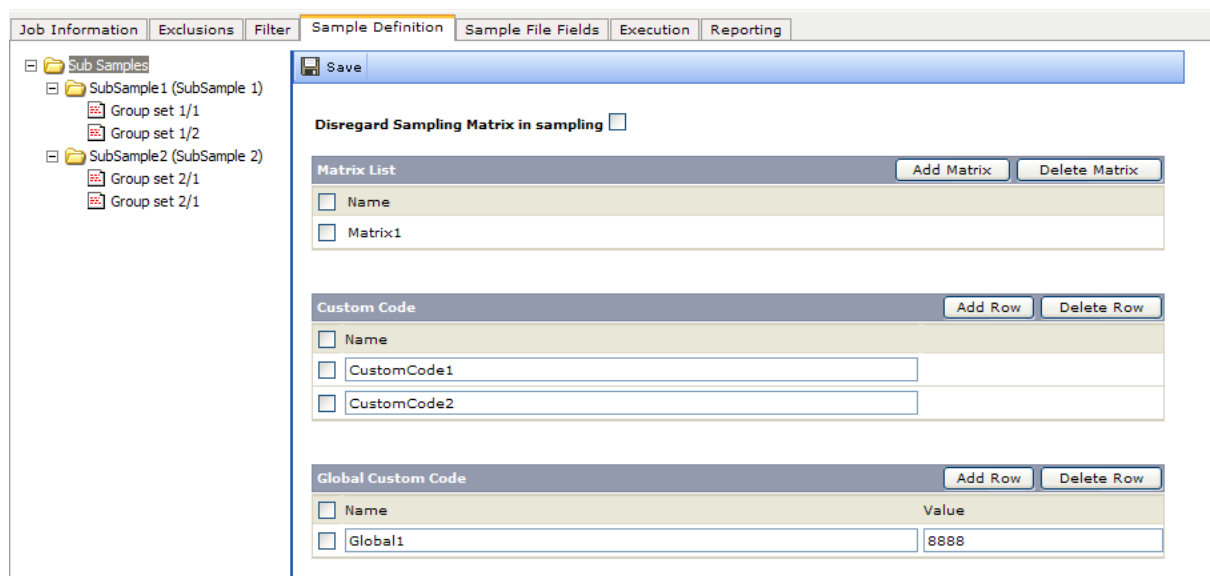 Job Information Exclusions Filter Sample Definition Sample File Fields Execution Reporting
Sub Samples
SubSample1 (SubSample 1)
Group set 1/1
Group set 1/2
SubSample2 (SubSample 2)
Group set 2/1
Group set 2/1
Save
Disregard Sampling Matrix in sampling
Matrix List Add Matrix Delete Matrix
Name
Matrix1
Custom Code Add Row Delete Row
Name
CustomCode1
CustomCode2
Global Custom Code Add Row Delete Row
Name Value
Global1 8888